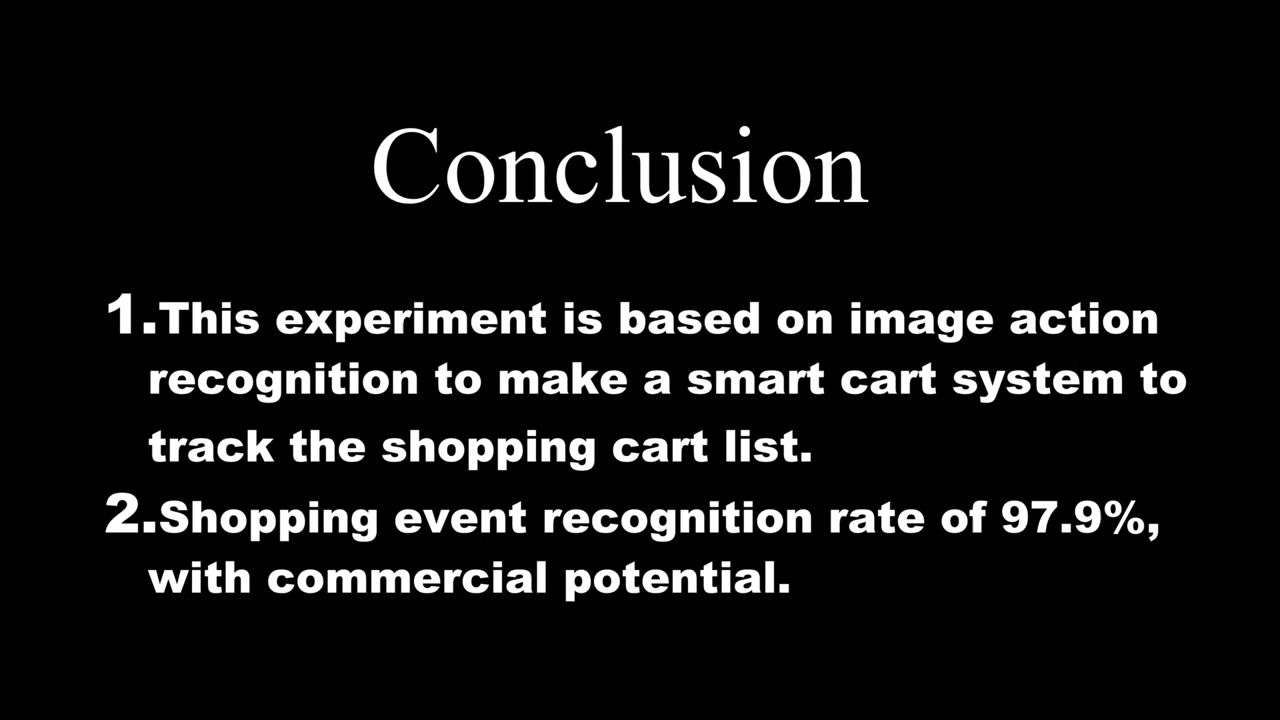 Conclusion
1.This experiment is based on image action
recognition to make a smart cart system to
track the shopping cart list.
2.Shopping event recognition rate of 97.9%,
with commercial potential.